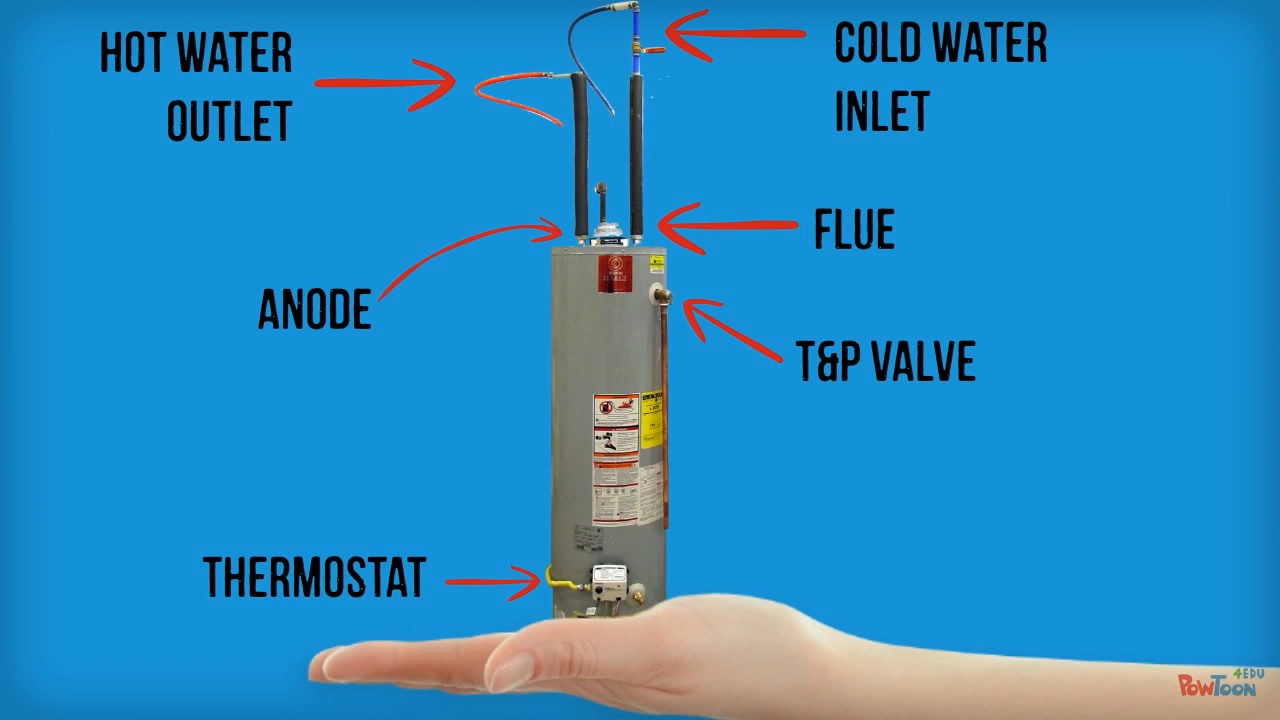 HOT WATER
OUTLET
COLD WATER
INLET
FLUE
ANODE
T&P VALVE
THERMOSTAT
4EDU
POWTOON